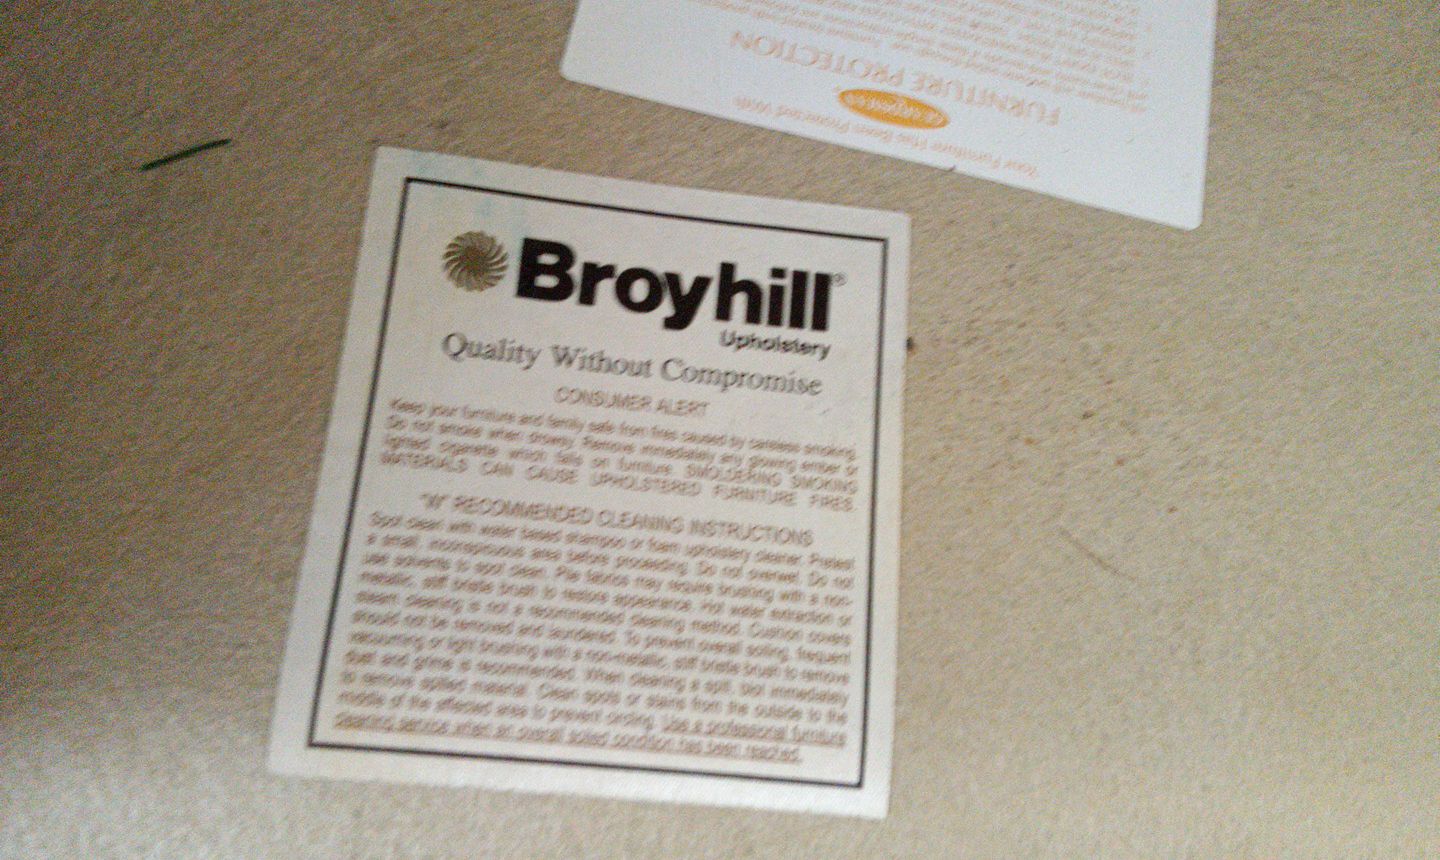 Broyhill®
Upholstery
Quality Without Compromise
CONSUMER ALERT
Keep your furniture and family safe from fires caused by careless smoking.
Do not smoke when drowsy. Remove immediately any glowing ember or
lighted cigarette which falls on furniture. SMOLDERING SMOKING
MATERIALS CAN CAUSE UPHOLSTERED FURNITURE FIRES.
"W" RECOMMENDED CLEANING INSTRUCTIONS
Spot clean with water based shampoo or foam upholstery cleaner. Pretest
a small, inconspicuous area before proceeding. Do not overwet. Do not
use solvents to spot clean. Pile fabrics may require brushing with a non-
metallic, stiff bristle brush to restore appearance. Hot water extraction or
steam cleaning is not a recommended cleaning method. Cushion covers
should not be removed and laundered. To prevent overall soiling, frequent
vacuuming or light brushing with a non-metallic, stiff bristle brush to remove
dust and grime is recommended. When cleaning a spill, blot immediately
to remove spilled material. Clean spots or stains from the outside to the
middle of the affected area to prevent circling. Use a professional furniture
cleaning service when an overall soiled condition has been reached.
Your Furniture Has Been Protected With
FURNITURE PROTECTION